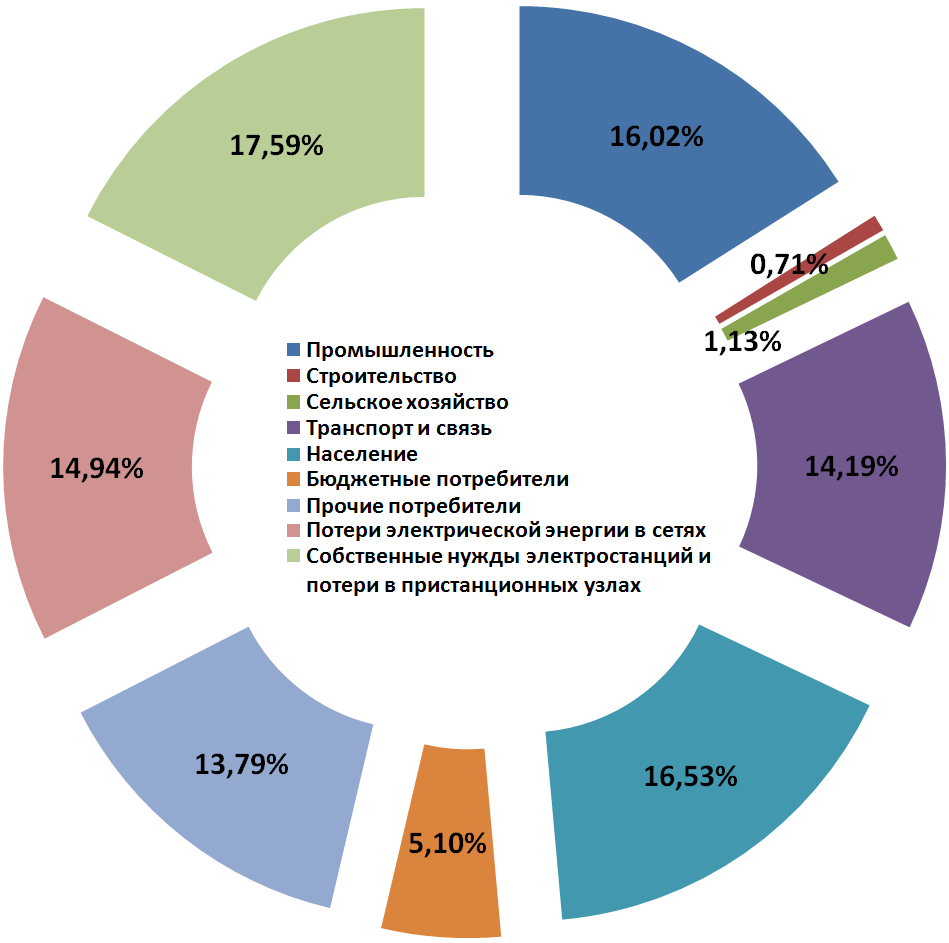 17,59%
16,02%
0,71%
1,13%
Промышленность
Строительство
Сельское хозяйство
Транспорт и связь
Население
Бюджетные потребители
Прочие потребители
Потери электрической энергии в сетях
Собственные нужды электростанций и
потери в пристанционных узлах
14,94%
14,19%
13,79%
16,53%
5,10%